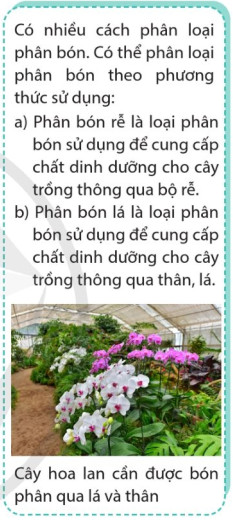 Có nhiều cách phân loại
phân bón. Có thể phân loại
phân bón theo phương
thức sử dụng:
a) Phân bón rễ là loại phân
bón sử dụng để cung cấp
chất dinh dưỡng cho cây
trồng thông qua bộ rễ.
b) Phân bón lá là loại phân
bón sử dụng để cung cấp
chất dinh dưỡng cho cây
trồng thông qua thân, lá.
Cây hoa lan cần được bón
phân qua lá và thân